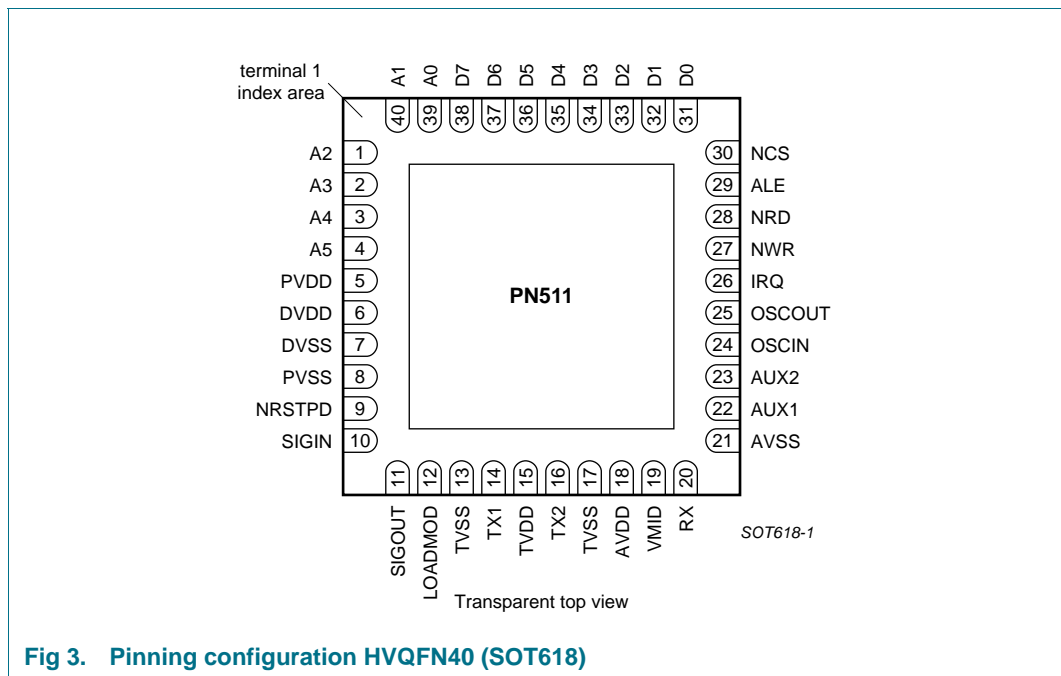 terminal 1
index area
A1 A0 D7 D6 D5 D4 D3 D2 D1 D0
40 39 38 37 36 35 34 33 32 31
A2 1
A3 2
A4 3
A5 4
PVDD 5
DVDD 6
DVSS 7
PVSS 8
NRSTPD 9
SIGIN 10
PN511
30 NCS
29 ALE
28 NRD
27 NWR
26 IRQ
25 OSCOUT
24 OSCIN
23 AUX2
22 AUX1
21 AVSS
11 12 13 14 15 16 17 18 19 20
SIGOUT LOADMOD TVSS TX1 TVDD TX2 TVSS AVDD VMID RX
SOT618-1
Transparent top view
Fig 3. Pinning configuration HVQFN40 (SOT618)